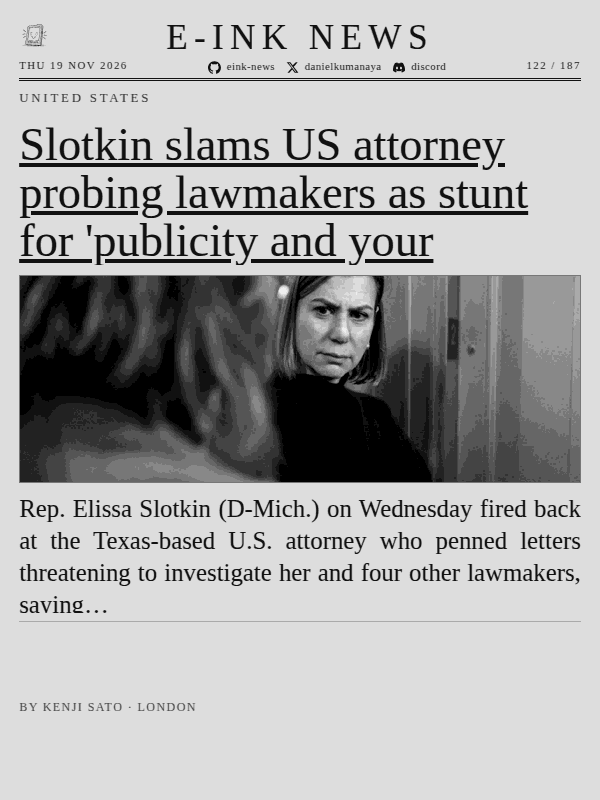 E-INK NEWS
THU 19 NOV 2026
eink-news danielkumanaya discord
122 / 187
UNITED STATES
Slotkin slams US attorney
probing lawmakers as stunt
for 'publicity and your
Rep. Elissa Slotkin (D-Mich.) on Wednesday fired back
at the Texas-based U.S. attorney who penned letters
threatening to investigate her and four other lawmakers,
saying…
BY KENJI SATO · LONDON